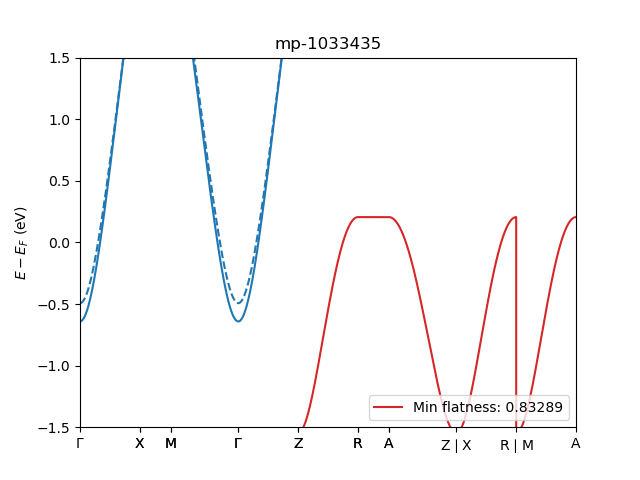 mp-1033435
E − E_F (eV)
1.5
1.0
0.5
0.0
−0.5
−1.0
−1.5
Min flatness: 0.83289
Γ X M Γ Z R A Z | X R | M A